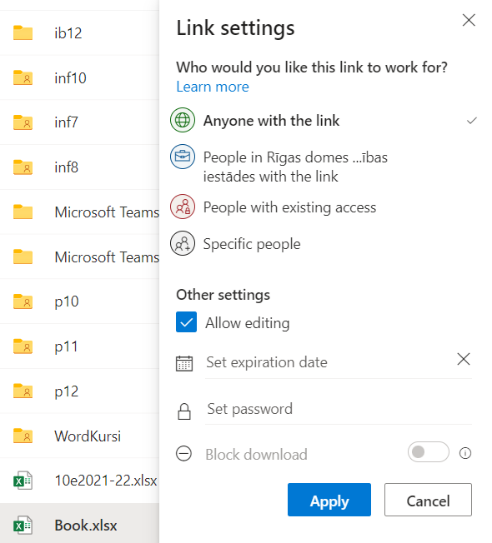 ib12
inf10
inf7
inf8
Microsoft Teams
Microsoft Teams
p10
p11
p12
WordKursi
10e2021-22.xlsx
Book.xlsx
Link settings
Who would you like this link to work for?
Learn more
Anyone with the link
People in Rīgas domes ...ības
iestādes with the link
People with existing access
Specific people
Other settings
Allow editing
Set expiration date
Set password
Block download
Apply
Cancel